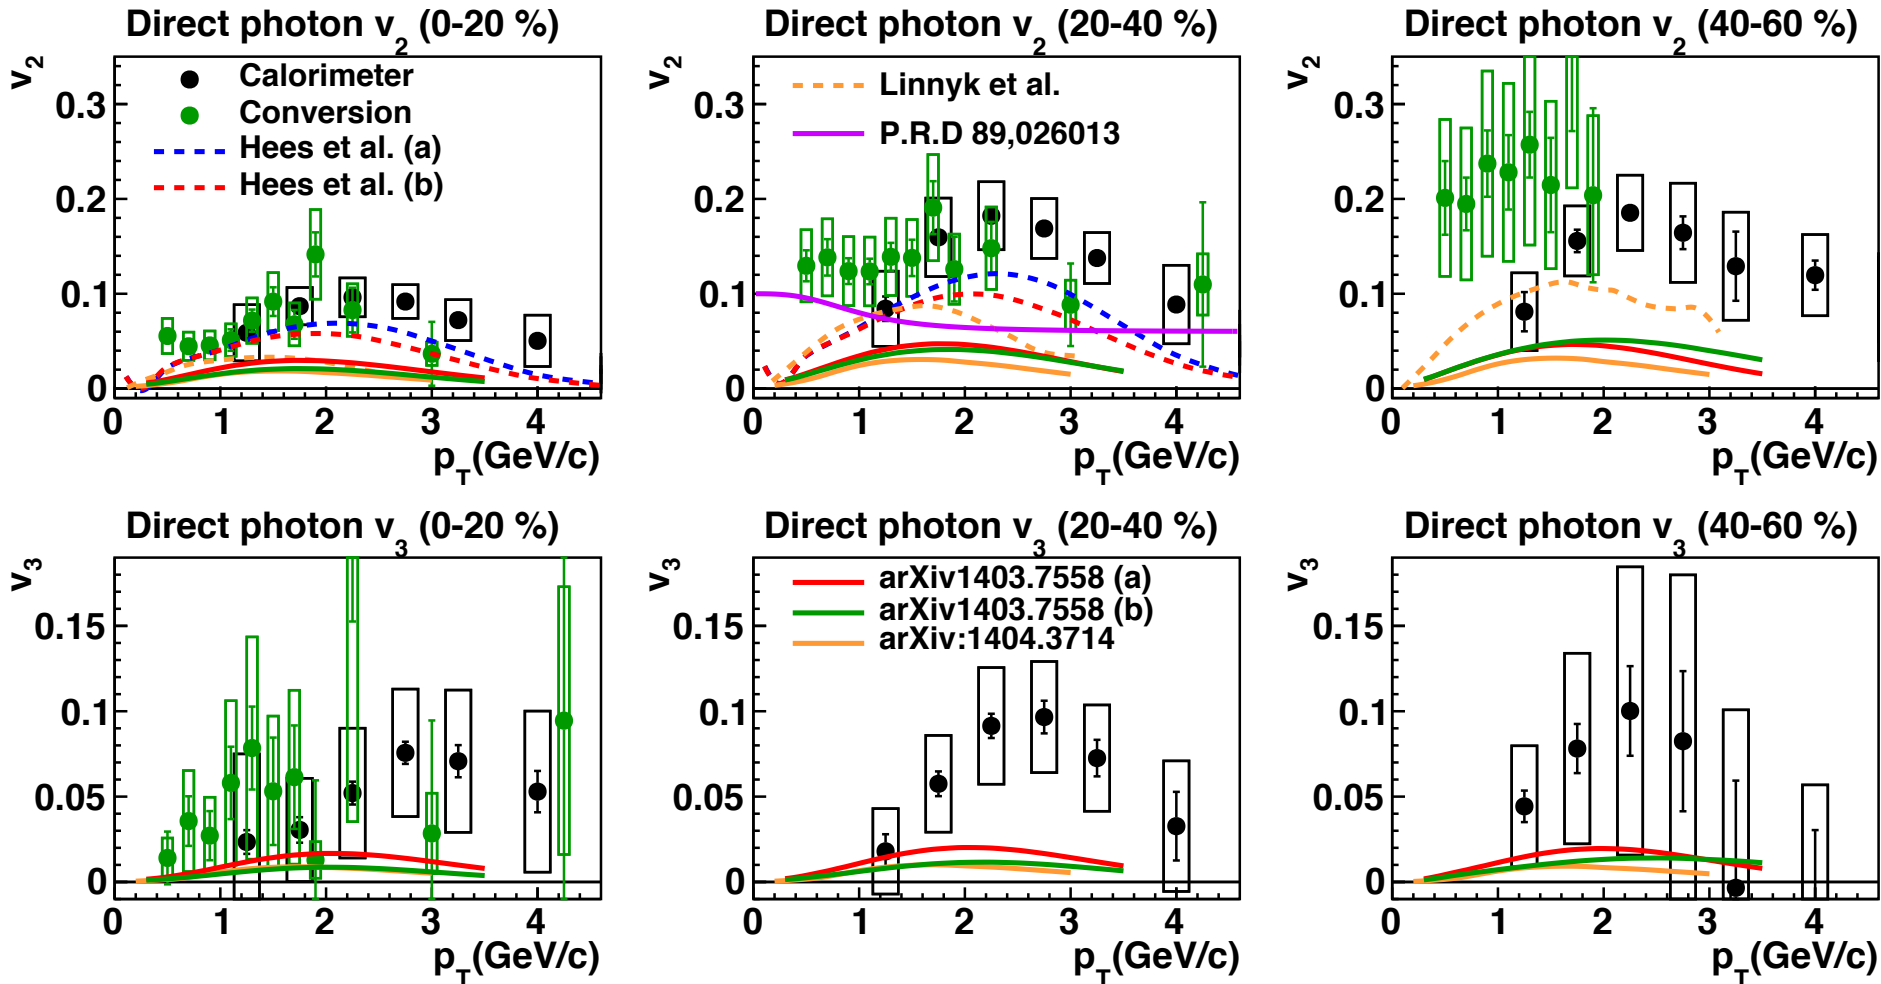 Direct photon v2 (0-20 %)
v2
0.3
0.2
0.1
0
Calorimeter
Conversion
Hees et al. (a)
Hees et al. (b)
0 1 2 3 4
pT(GeV/c)
Direct photon v2 (20-40 %)
v2
0.3
0.2
0.1
0
Linnyk et al.
P.R.D 89,026013
0 1 2 3 4
pT(GeV/c)
Direct photon v2 (40-60 %)
v2
0.3
0.2
0.1
0
0 1 2 3 4
pT(GeV/c)
Direct photon v3 (0-20 %)
v3
0.15
0.1
0.05
0
0 1 2 3 4
pT(GeV/c)
Direct photon v3 (20-40 %)
v3
0.15
0.1
0.05
0
arXiv1403.7558 (a)
arXiv1403.7558 (b)
arXiv:1404.3714
0 1 2 3 4
pT(GeV/c)
Direct photon v3 (40-60 %)
v3
0.15
0.1
0.05
0
0 1 2 3 4
pT(GeV/c)